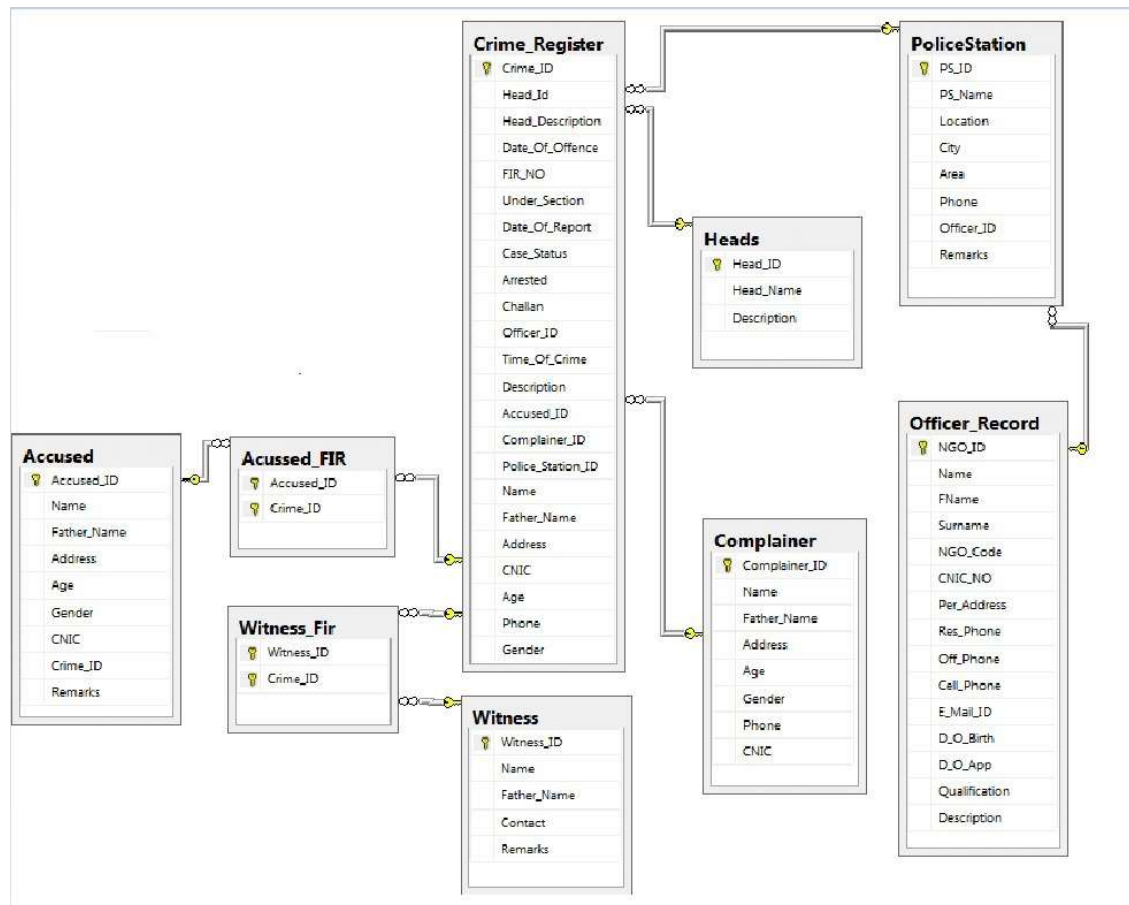 Crime_Register
Crime_ID
Head_Id
Head_Description
Date_Of_Offence
FIR_NO
Under_Section
Date_Of_Report
Case_Status
Arrested
Challan
Officer_ID
Time_Of_Crime
Description
Accused_ID
Complainer_ID
Police_Station_ID
Name
Father_Name
Address
CNIC
Age
Phone
Gender
PoliceStation
PS_ID
PS_Name
Location
City
Area
Phone
Officer_ID
Remarks
Heads
Head_ID
Head_Name
Description
Officer_Record
NGO_ID
Name
FName
Surname
NGO_Code
CNIC_NO
Per_Address
Res_Phone
Off_Phone
Cell_Phone
E_Mail_ID
D_O_Birth
D_O_App
Qualification
Description
Accused
Accused_ID
Name
Father_Name
Address
Age
Gender
CNIC
Crime_ID
Remarks
Acussed_FIR
Accused_ID
Crime_ID
Witness_Fir
Witness_ID
Crime_ID
Complainer
Complainer_ID
Name
Father_Name
Address
Age
Gender
Phone
CNIC
Witness
Witness_ID
Name
Father_Name
Contact
Remarks